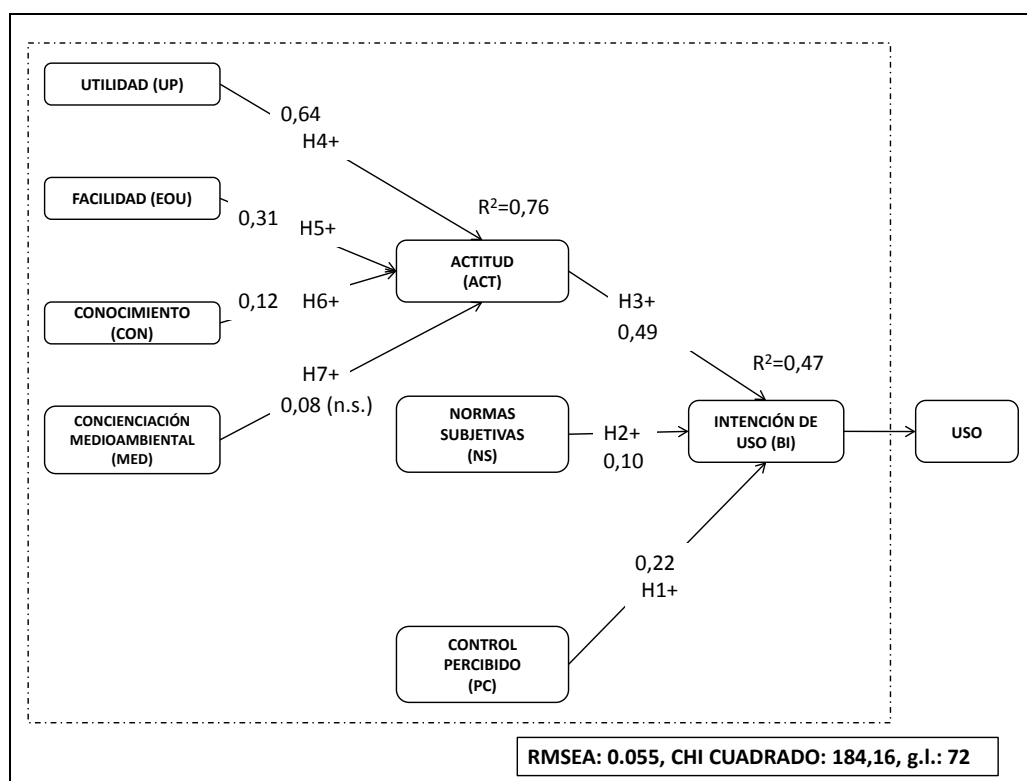 UTILIDAD (UP)
0,64
H4+
FACILIDAD (EOU)
0,31
H5+
R²=0,76
ACTITUD
(ACT)
CONOCIMIENTO
(CON)
0,12
H6+
H3+
0,49
H7+
0,08 (n.s.)
R²=0,47
CONCIENCIACIÓN
MEDIOAMBIENTAL
(MED)
NORMAS
SUBJETIVAS
(NS)
H2+
0,10
INTENCIÓN DE
USO (BI)
USO
0,22
H1+
CONTROL
PERCIBIDO
(PC)
RMSEA: 0.055, CHI CUADRADO: 184,16, g.l.: 72